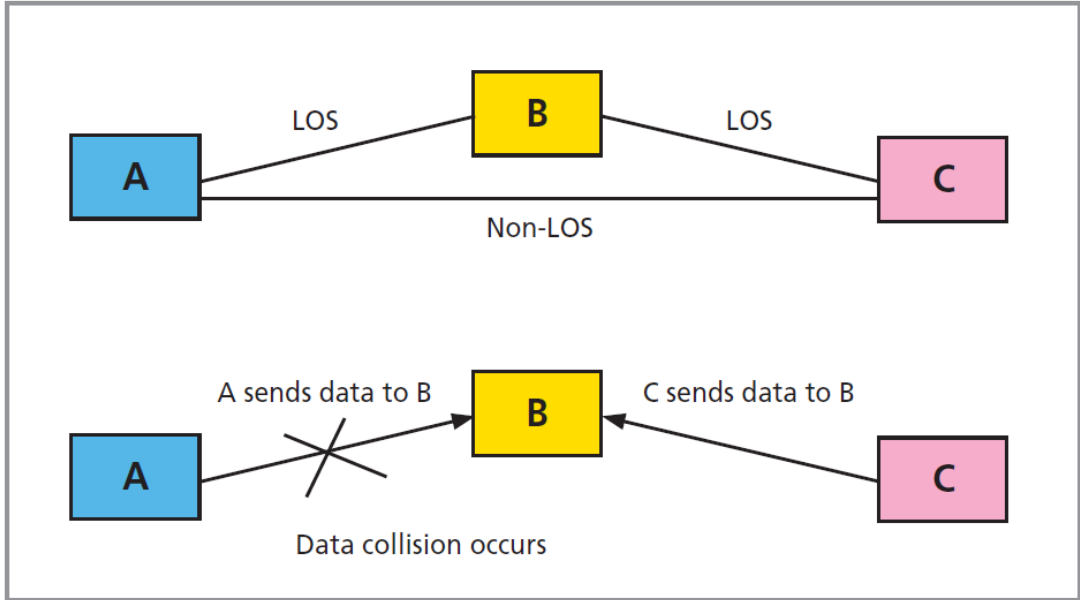 B
LOS
LOS
A
C
Non-LOS
A sends data to B
B
C sends data to B
A
C
Data collision occurs